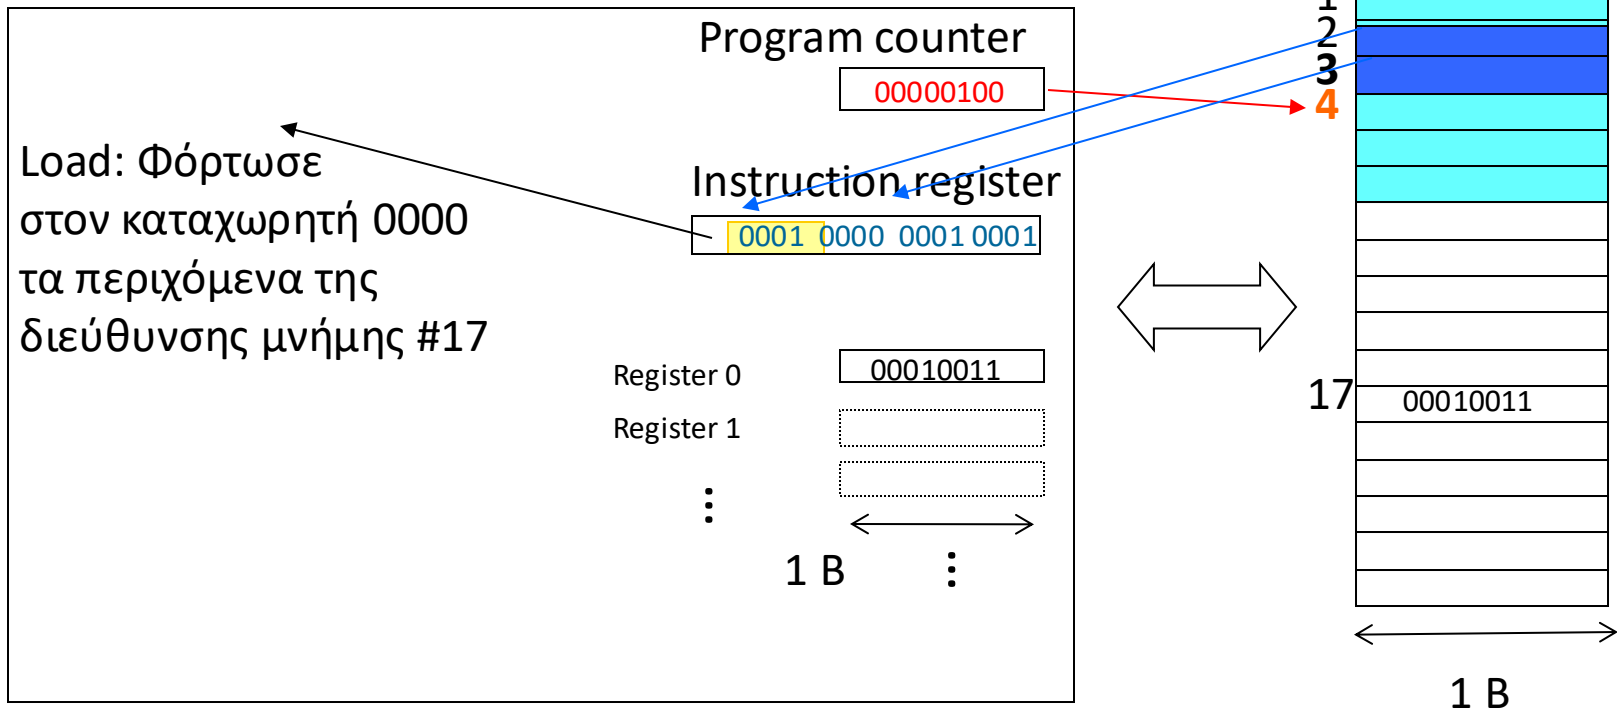 Program counter
00000100
Load: Φόρτωσε
στον καταχωρητή 0000
τα περιχόμενα της
διεύθυνσης μνήμης #17
Instruction register
0001 0000 0001 0001
Register 0
00010011
Register 1
⋮
1 B
⋮
1
2
3
4
17
00010011
1 B